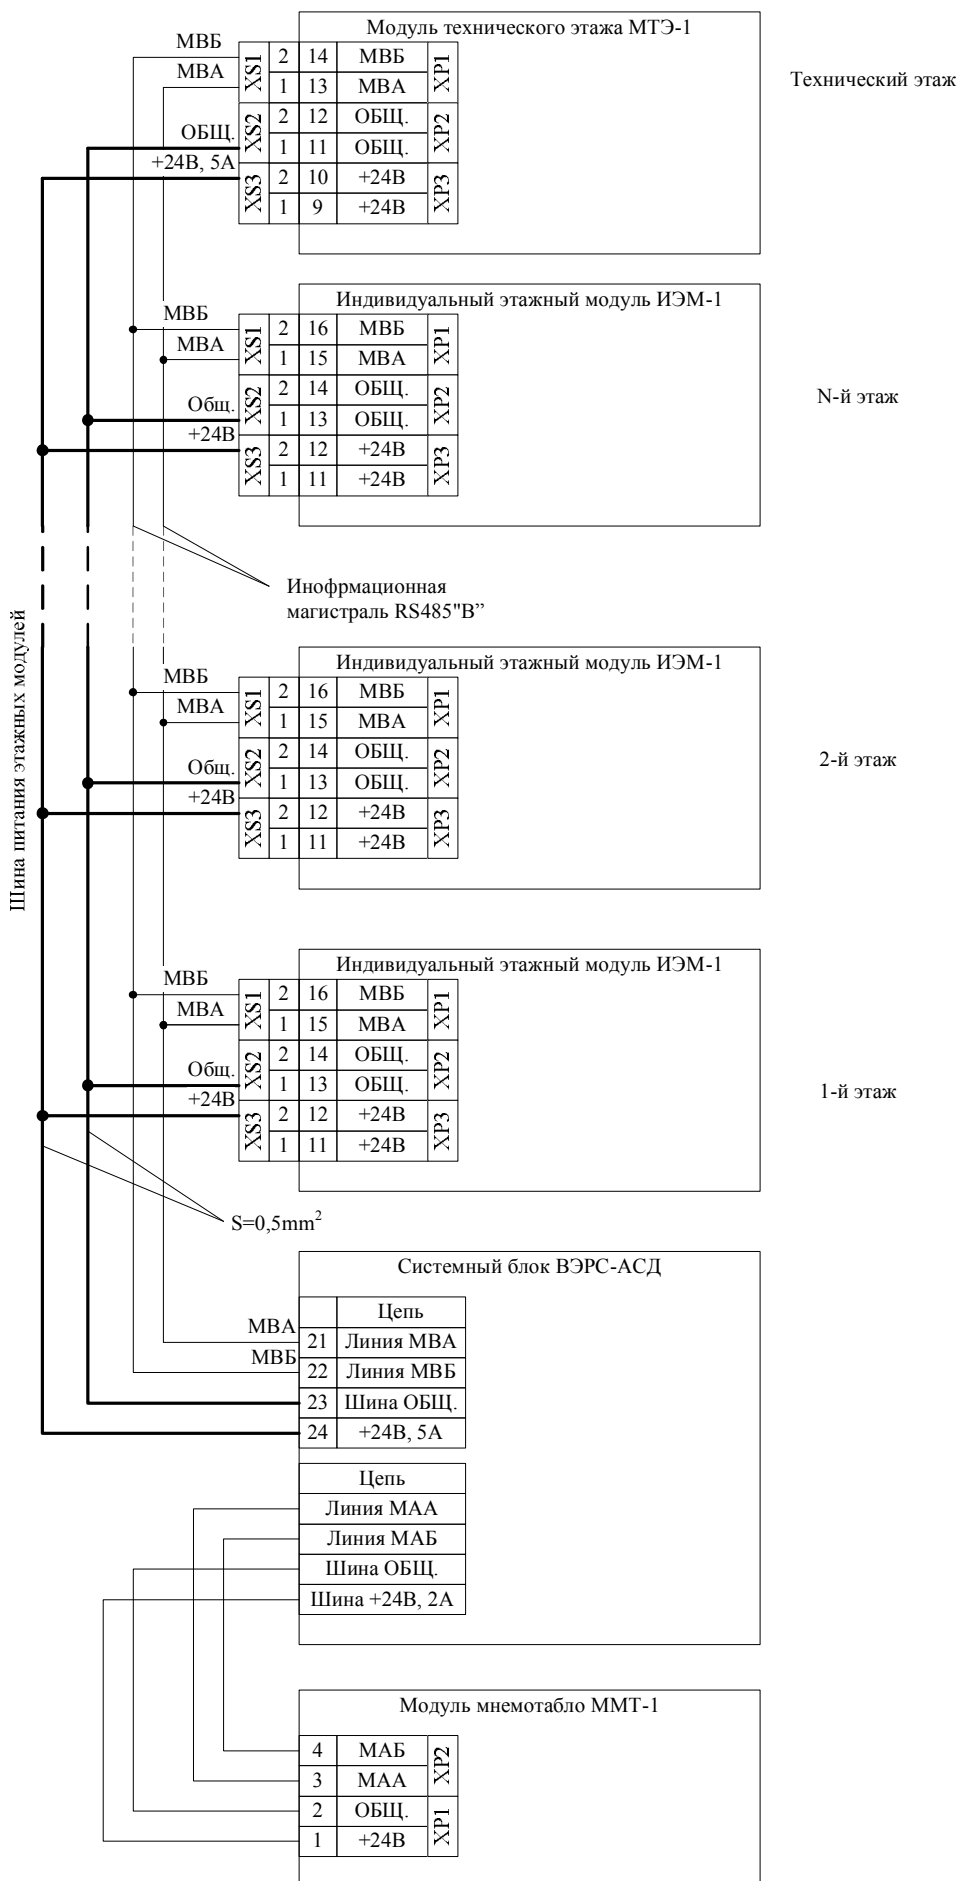 Модуль технического этажа МТЭ-1
МВБ
XS1 2 14 МВБ XP1
МВА
1 13 МВА
Технический этаж
XS2 2 12 ОБЩ. XP2
ОБЩ.
1 11 ОБЩ.
+24В, 5А
XS3 2 10 +24В XP3
1 9 +24В
Индивидуальный этажный модуль ИЭМ-1
МВБ
XS1 2 16 МВБ XP1
МВА
1 15 МВА
XS2 2 14 ОБЩ. XP2
N-й этаж
Общ.
1 13 ОБЩ.
+24В
XS3 2 12 +24В XP3
1 11 +24В
Инофрмационная
магистраль RS485"В”
Шина питания этажных модулей
Индивидуальный этажный модуль ИЭМ-1
МВБ
XS1 2 16 МВБ XP1
МВА
1 15 МВА
XS2 2 14 ОБЩ. XP2
2-й этаж
Общ.
1 13 ОБЩ.
+24В
XS3 2 12 +24В XP3
1 11 +24В
Индивидуальный этажный модуль ИЭМ-1
МВБ
XS1 2 16 МВБ XP1
МВА
1 15 МВА
XS2 2 14 ОБЩ. XP2
Общ.
1 13 ОБЩ.
1-й этаж
+24В
XS3 2 12 +24В XP3
1 11 +24В
S=0,5mm²
Системный блок ВЭРС-АСД
Цепь
МВА
21 Линия МВА
МВБ
22 Линия МВБ
23 Шина ОБЩ.
24 +24В, 5А
Цепь
Линия МАА
Линия МАБ
Шина ОБЩ.
Шина +24В, 2А
Модуль мнемотабло ММТ-1
4 МАБ XP2
3 МАА
2 ОБЩ. XP1
1 +24В